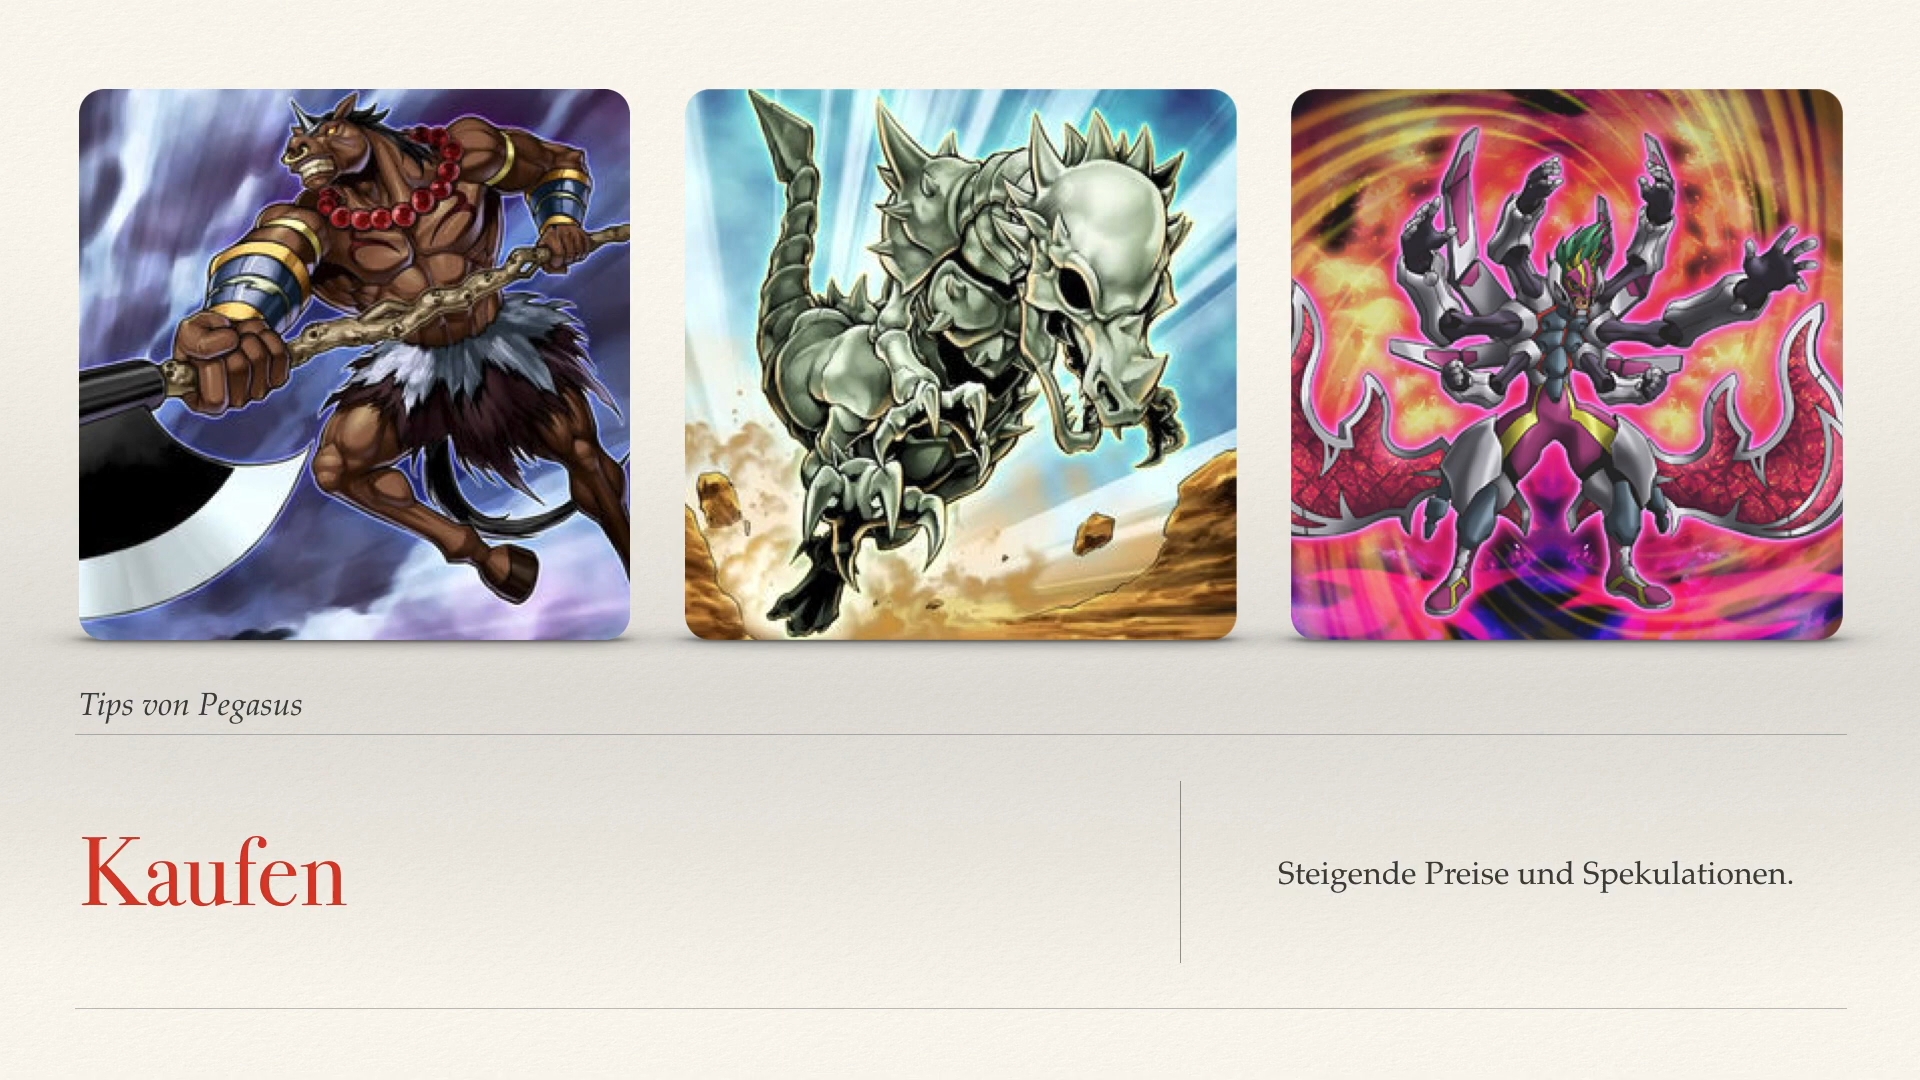 Tips von Pegasus
Kaufen
Steigende Preise und Spekulationen.